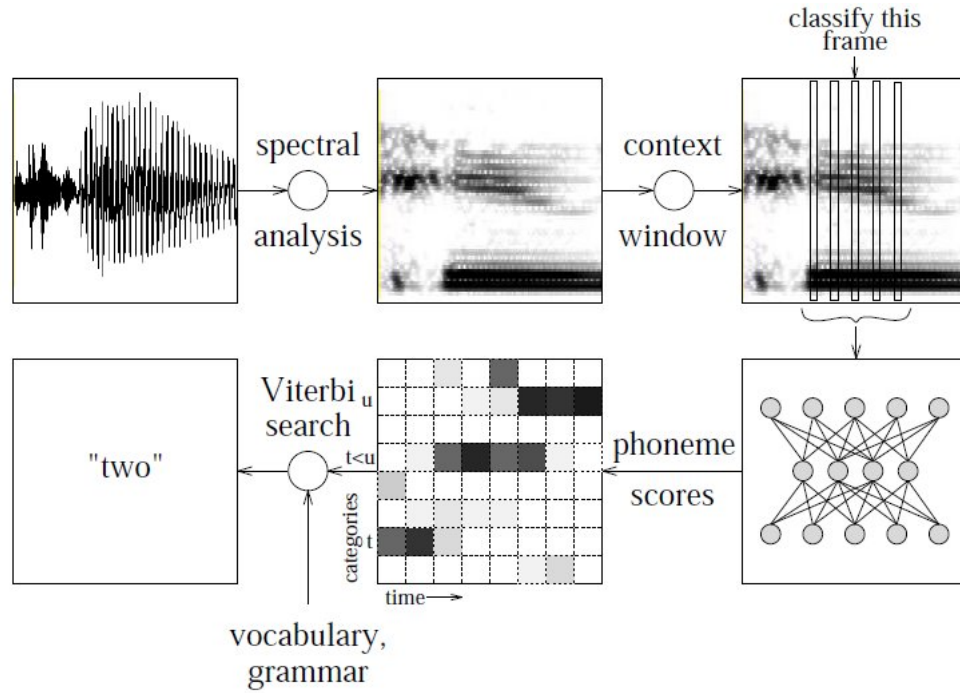 classify this
frame
spectral
analysis
context
window
"two"
Viterbi
search
u
t<u
t
categories
time
phoneme
scores
vocabulary,
grammar